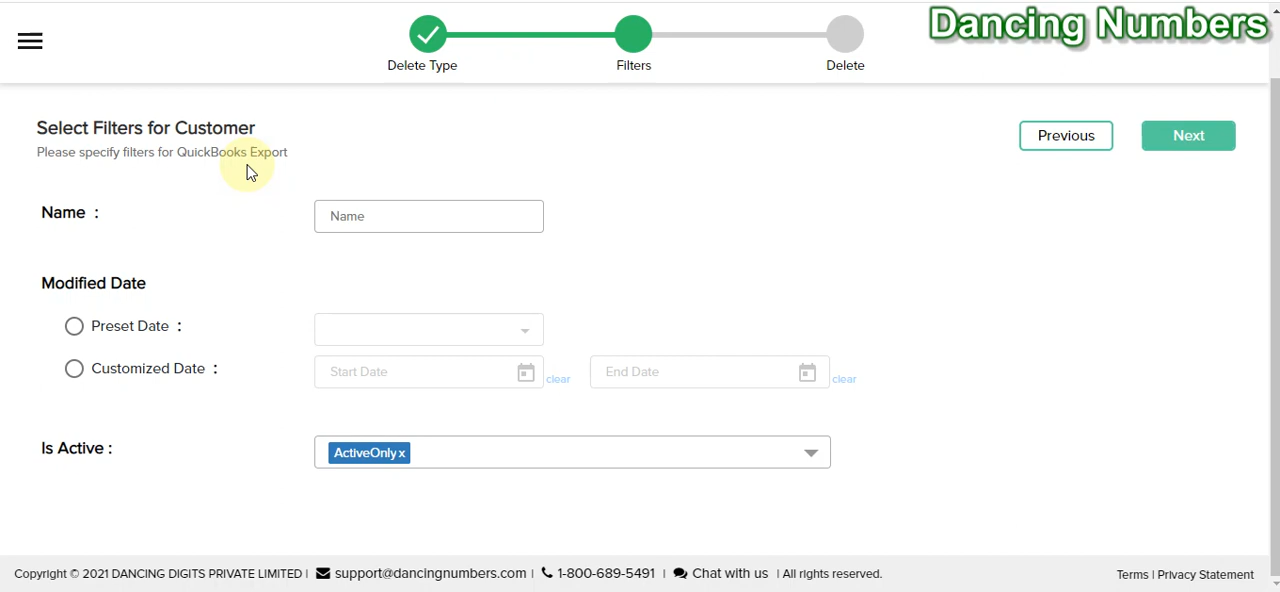 Dancing Numbers
Delete Type
Filters
Delete
Select Filters for Customer
Please specify filters for QuickBooks Export
Previous
Next
Name :
Name
Modified Date
Preset Date :
Customized Date :
Start Date
clear
End Date
clear
Is Active :
ActiveOnly x
Copyright © 2021 DANCING DIGITS PRIVATE LIMITED | support@dancingnumbers.com | 1-800-689-5491 | Chat with us | All rights reserved.
Terms | Privacy Statement